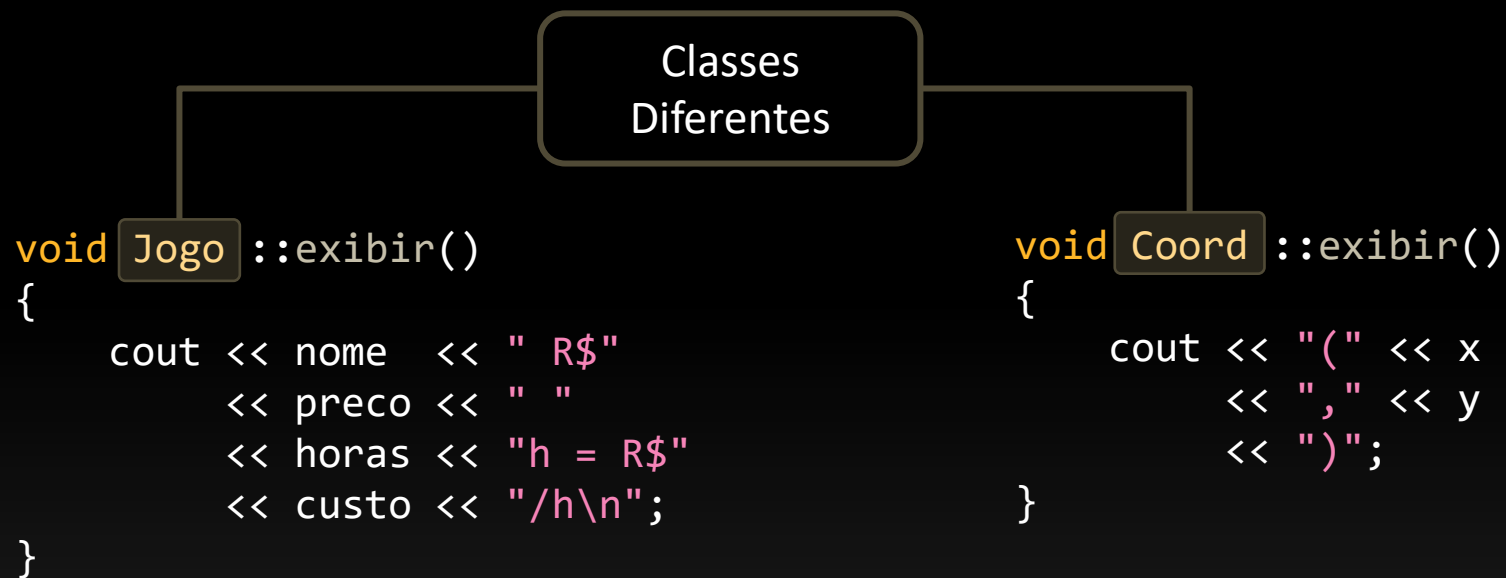 Classes
Diferentes
void Jogo ::exibir()
{
    cout << nome  << " R$"
         << preco << " "
         << horas << "h = R$"
         << custo << "/h\n";
}
void Coord ::exibir()
{
    cout << "(" << x
         << "," << y
         << ")";
}